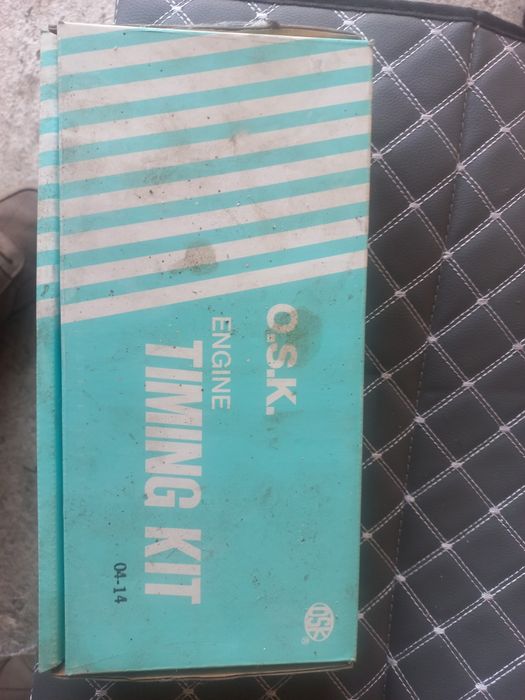 O.S.K.
ENGINE
TIMING KIT
04-14
OSK ®